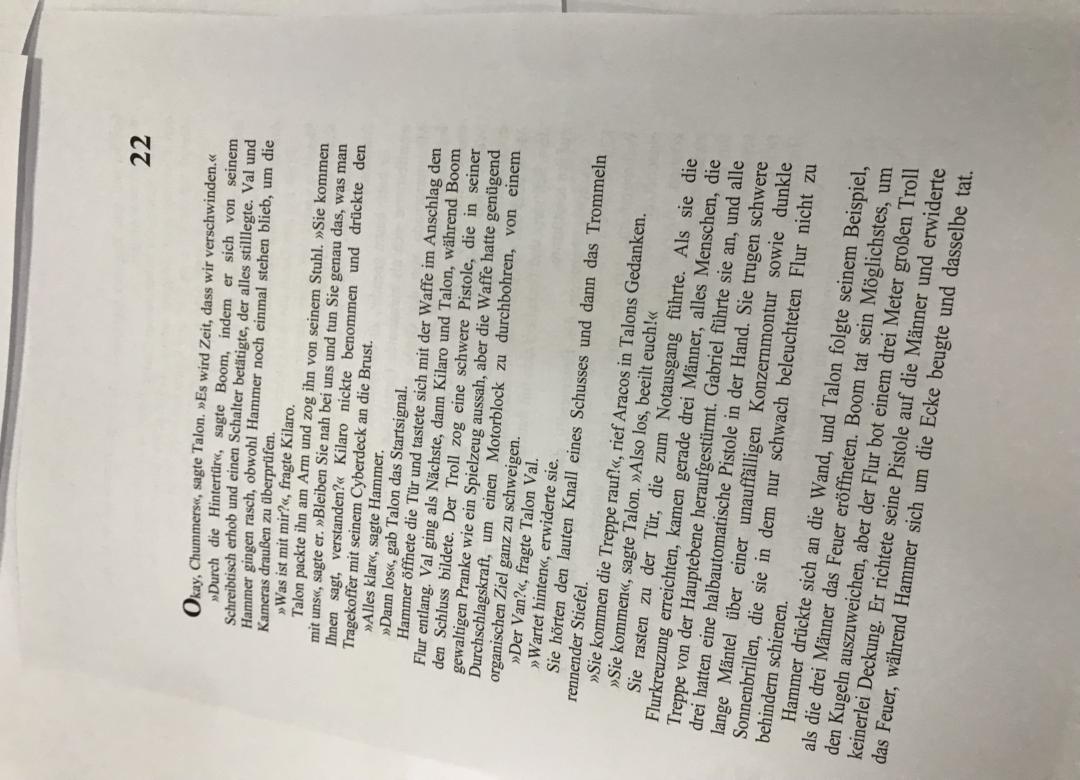 22
Okay, Chummers«, sagte Talon. »Es wird Zeit, dass wir verschwinden.«
»Durch die Hintertür«, sagte Boom, indem er sich von seinem
Schreibtisch erhob und einen Schalter betätigte, der alles stilllegte. Val und
Hammer gingen rasch, obwohl Hammer noch einmal stehen blieb, um die
Kameras draußen zu überprüfen.
»Was ist mit mir?«, fragte Kilaro.
Talon packte ihn am Arm und zog ihn von seinem Stuhl. »Sie kommen
mit uns«, sagte er. »Bleiben Sie nah bei uns und tun Sie genau das, was man
Ihnen sagt, verstanden?« Kilaro nickte benommen und drückte den
Tragekoffer mit seinem Cyberdeck an die Brust.
»Alles klar«, sagte Hammer.
»Dann los«, gab Talon das Startsignal.
Hammer öffnete die Tür und tastete sich mit der Waffe im Anschlag den
Flur entlang. Val ging als Nächste, dann Kilaro und Talon, während Boom
den Schluss bildete. Der Troll zog eine schwere Pistole, die in seiner
gewaltigen Pranke wie ein Spielzeug aussah, aber die Waffe hatte genügend
Durchschlagskraft, um einen Motorblock zu durchbohren, von einem
organischen Ziel ganz zu schweigen.
»Der Van?«, fragte Talon Val.
»Wartet hinten«, erwiderte sie.
Sie hörten den lauten Knall eines Schusses und dann das Trommeln
rennender Stiefel.
»Sie kommen die Treppe rauf!«, rief Aracos in Talons Gedanken.
»Sie kommen«, sagte Talon. »Also los, beeilt euch!«
Sie rasten zu der Tür, die zum Notausgang führte. Als sie die
Flurkreuzung erreichten, kamen gerade drei Männer, alles Menschen, die
Treppe von der Hauptebene heraufgestürmt. Gabriel führte sie an, und alle
drei hatten eine halbautomatische Pistole in der Hand. Sie trugen schwere
lange Mäntel über einer unauffälligen Konzernmontur sowie dunkle
Sonnenbrillen, die sie in dem nur schwach beleuchteten Flur nicht zu
behindern schienen.
Hammer drückte sich an die Wand, und Talon folgte seinem Beispiel,
als die drei Männer das Feuer eröffneten. Boom tat sein Möglichstes, um
den Kugeln auszuweichen, aber der Flur bot einem drei Meter großen Troll
keinerlei Deckung. Er richtete seine Pistole auf die Männer und erwiderte
das Feuer, während Hammer sich um die Ecke beugte und dasselbe tat.